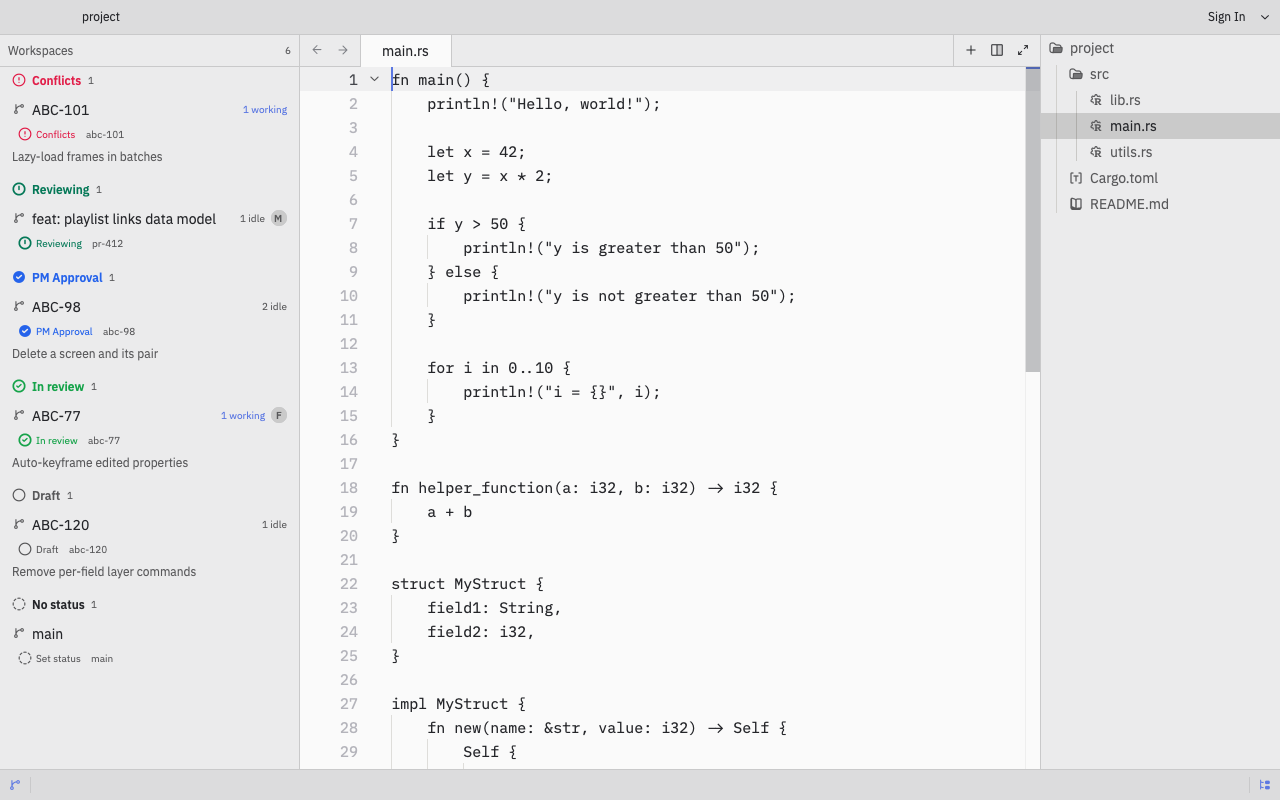 project
Sign In
Workspaces 6
Conflicts 1
ABC-101 1 working
Conflicts abc-101
Lazy-load frames in batches
Reviewing 1
feat: playlist links data model 1 idle M
Reviewing pr-412
PM Approval 1
ABC-98 2 idle
PM Approval abc-98
Delete a screen and its pair
In review 1
ABC-77 1 working F
In review abc-77
Auto-keyframe edited properties
Draft 1
ABC-120 1 idle
Draft abc-120
Remove per-field layer commands
No status 1
main
Set status main
main.rs
1 fn main() {
2     println!("Hello, world!");
3
4     let x = 42;
5     let y = x * 2;
6
7     if y > 50 {
8         println!("y is greater than 50");
9     } else {
10         println!("y is not greater than 50");
11     }
12
13     for i in 0..10 {
14         println!("i = {}", i);
15     }
16 }
17
18 fn helper_function(a: i32, b: i32) -> i32 {
19     a + b
20 }
21
22 struct MyStruct {
23     field1: String,
24     field2: i32,
25 }
26
27 impl MyStruct {
28     fn new(name: &str, value: i32) -> Self {
29         Self {
project
src
lib.rs
main.rs
utils.rs
Cargo.toml
README.md